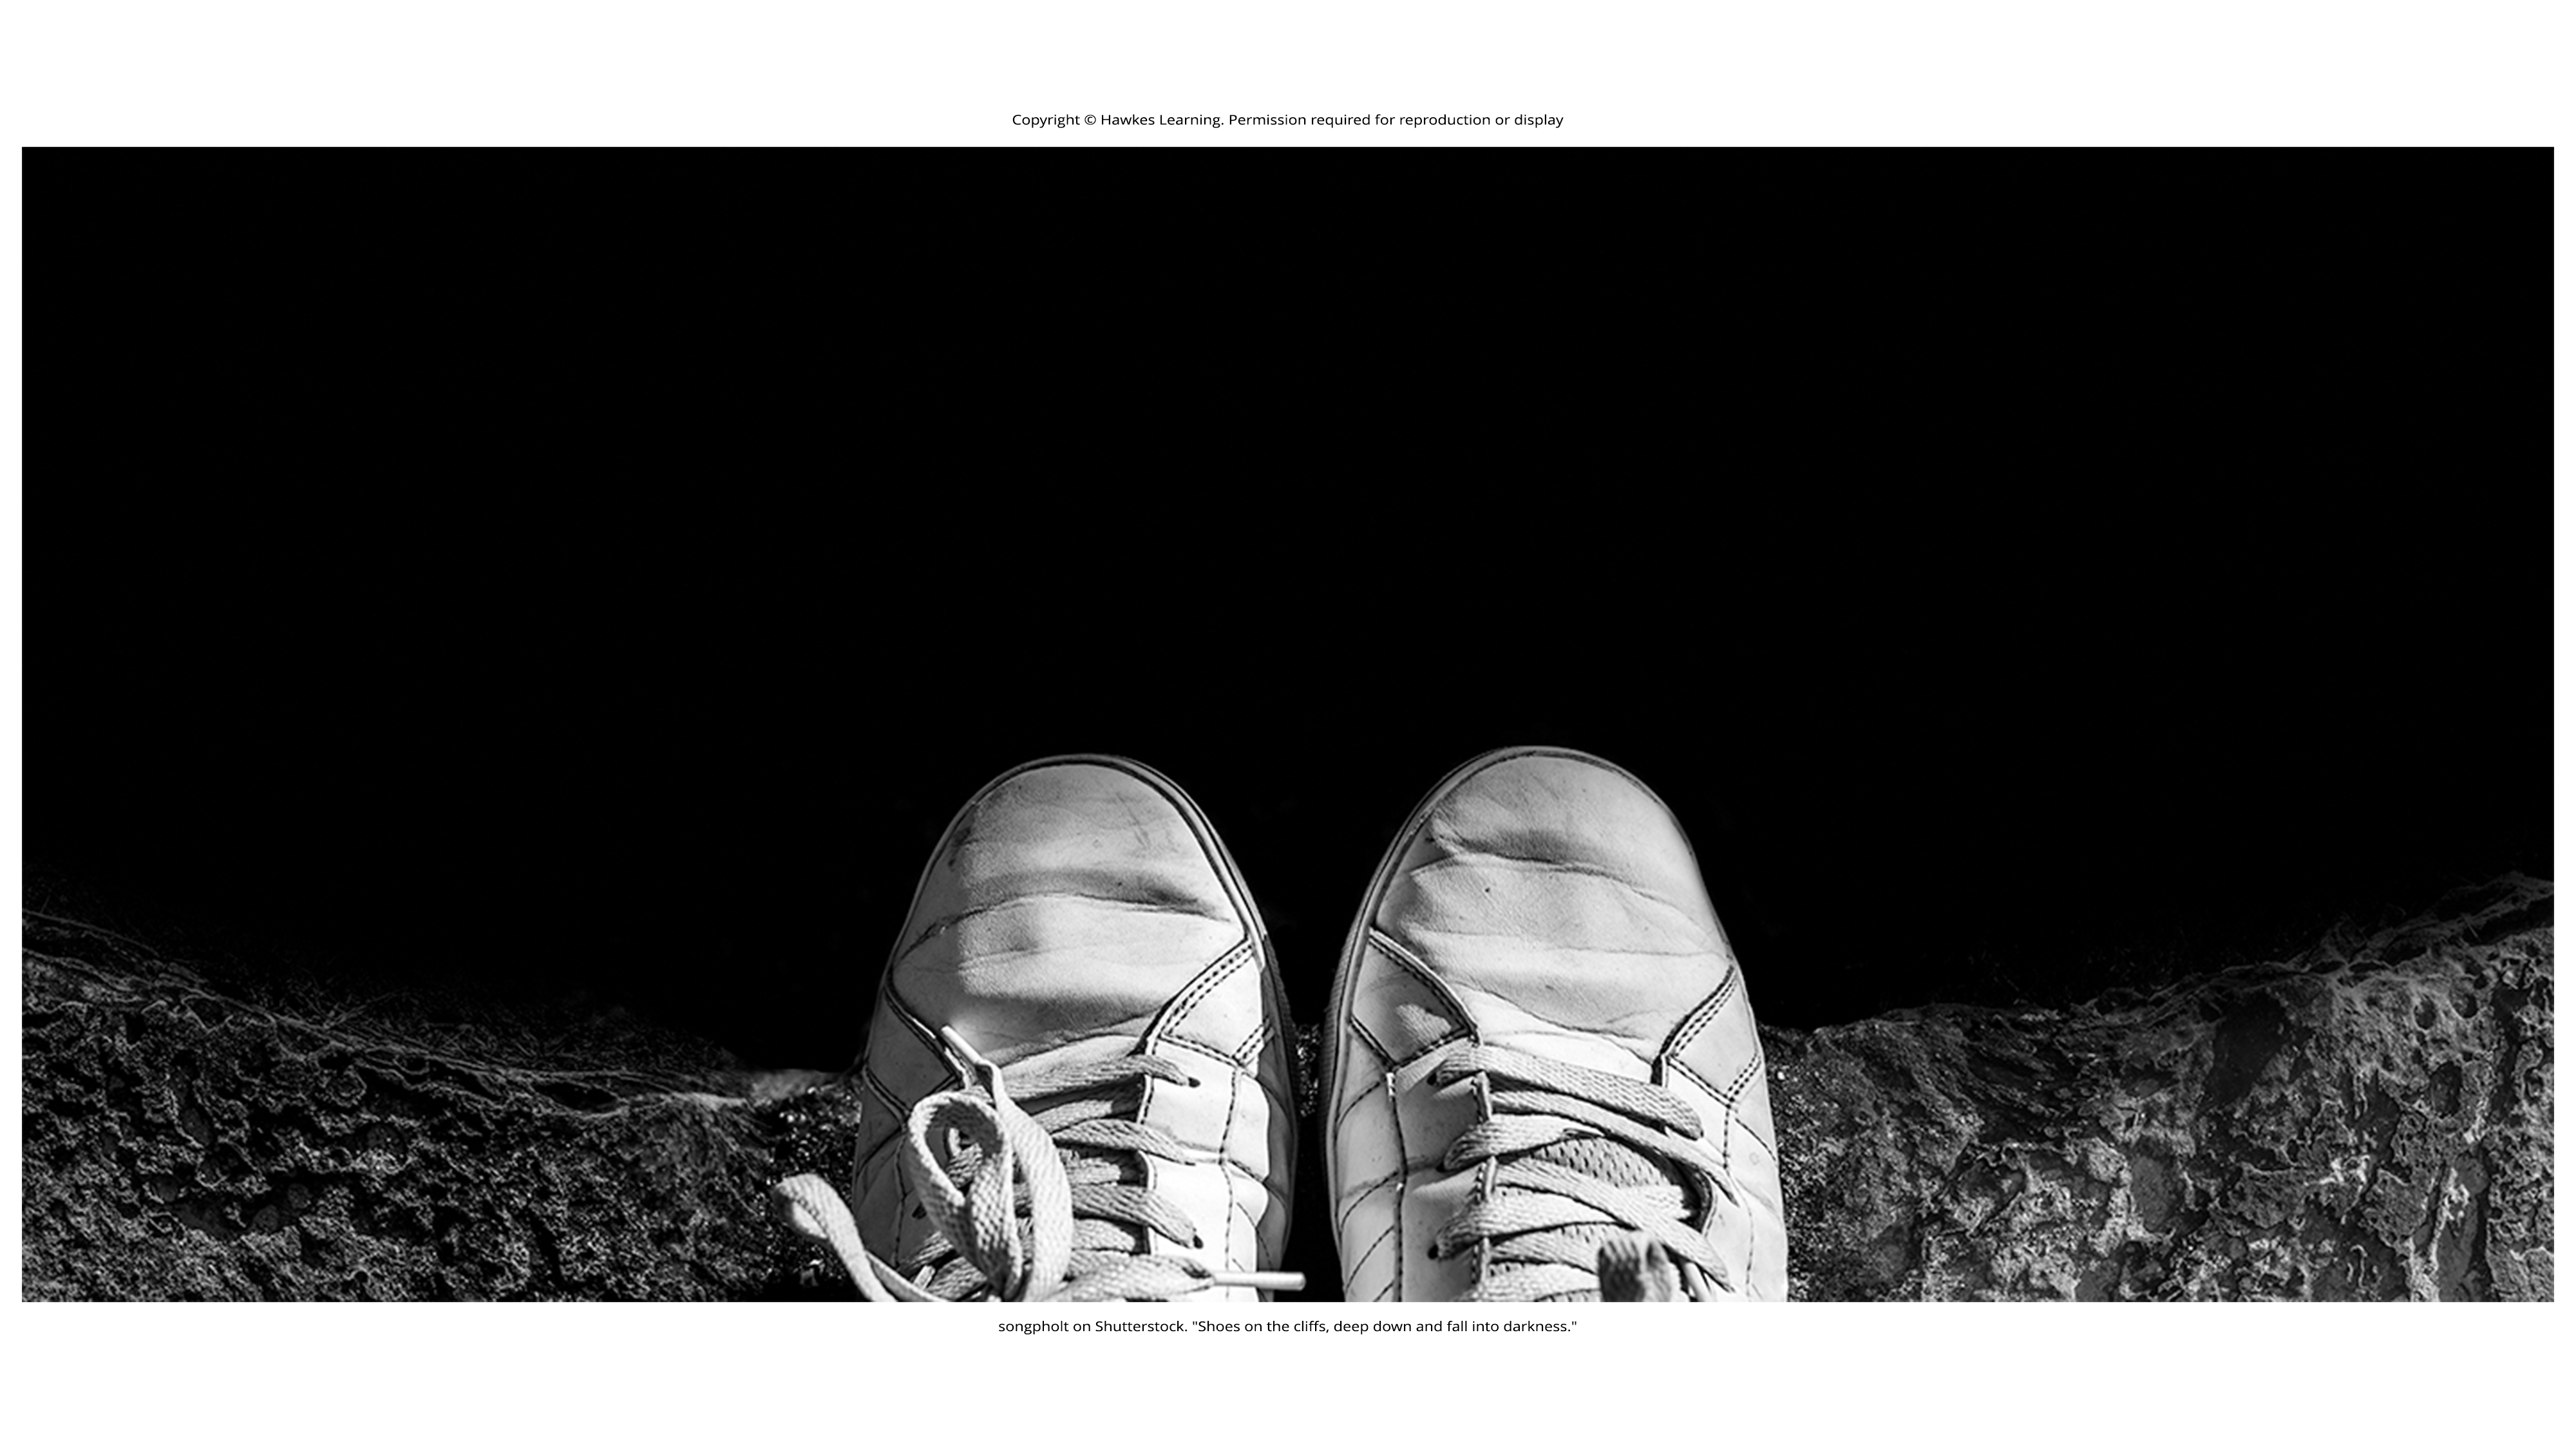 Copyright © Hawkes Learning. Permission required for reproduction or display
songpholt on Shutterstock. "Shoes on the cliffs, deep down and fall into darkness."